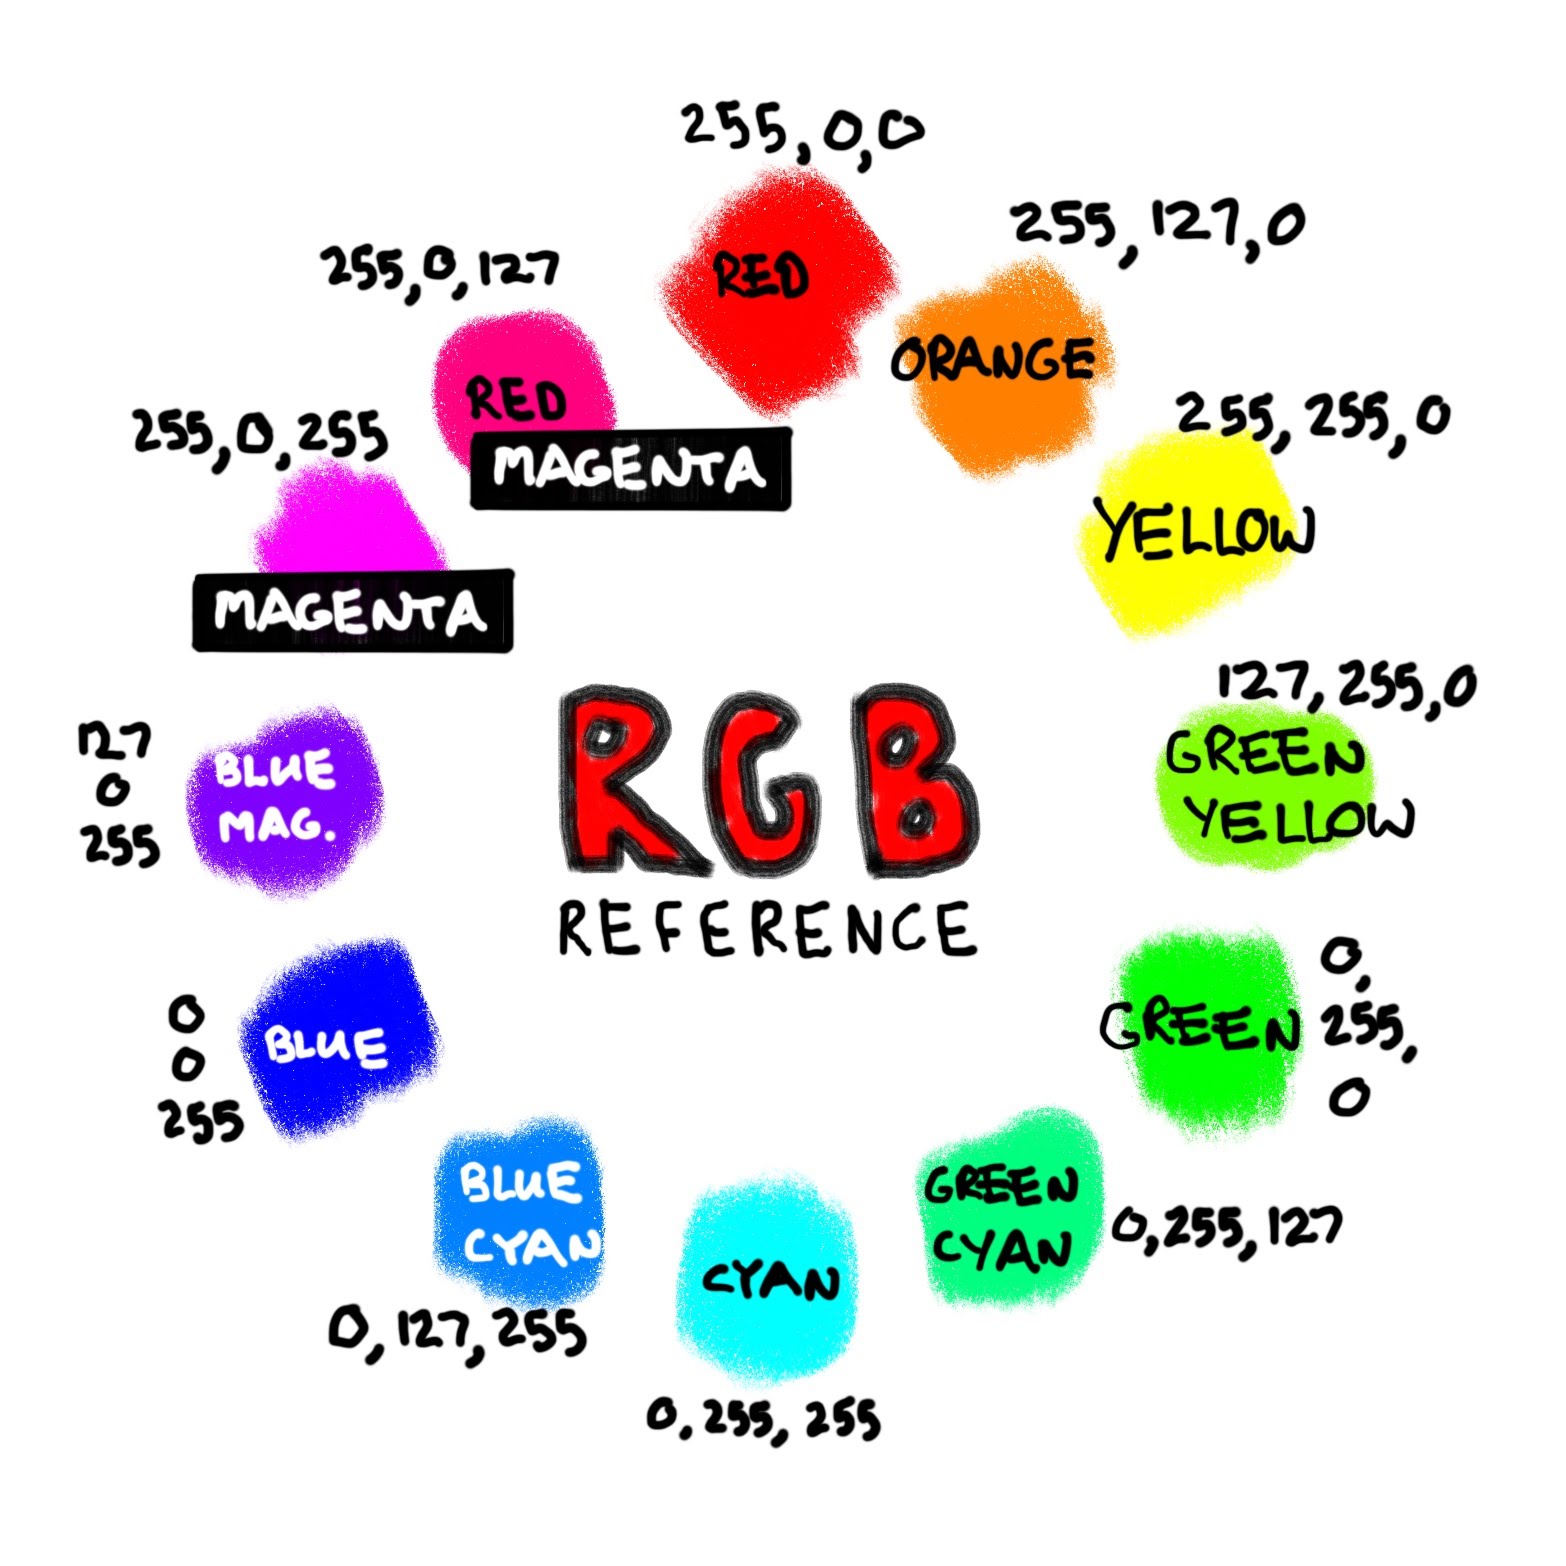 255,0,0
RED
255,127,0
ORANGE
255,255,0
YELLOW
127,255,0
GREEN
YELLOW
GREEN
0,
255,
0
GREEN
CYAN
0,255,127
CYAN
0,255,255
BLUE
CYAN
0,127,255
BLUE
0
0
255
BLUE
MAG.
127
0
255
255,0,255
MAGENTA
255,0,127
RED
MAGENTA
RGB
REFERENCE